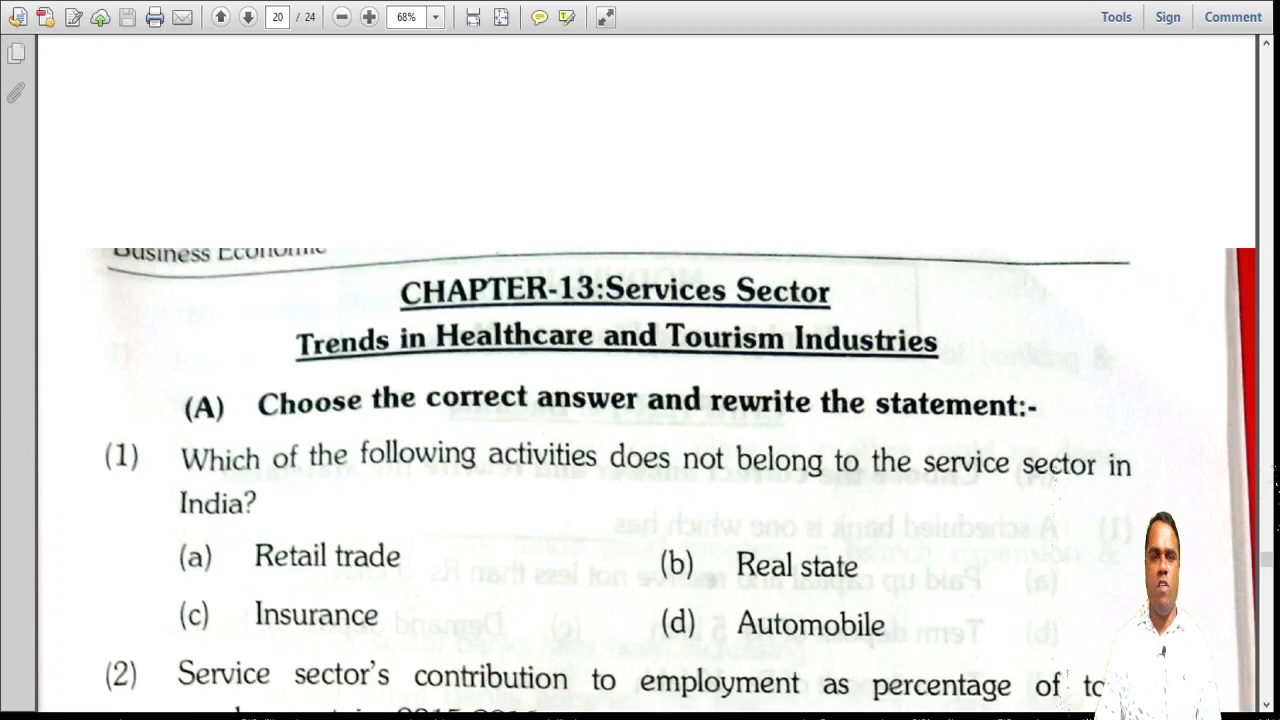 20 / 24 68% Tools Sign Comment
Business Economic
CHAPTER-13:Services Sector
Trends in Healthcare and Tourism Industries
(A) Choose the correct answer and rewrite the statement:-
(1) Which of the following activities does not belong to the service sector in
India?
(a) Retail trade (b) Real state
(c) Insurance (d) Automobile
(2) Service sector's contribution to employment as percentage of